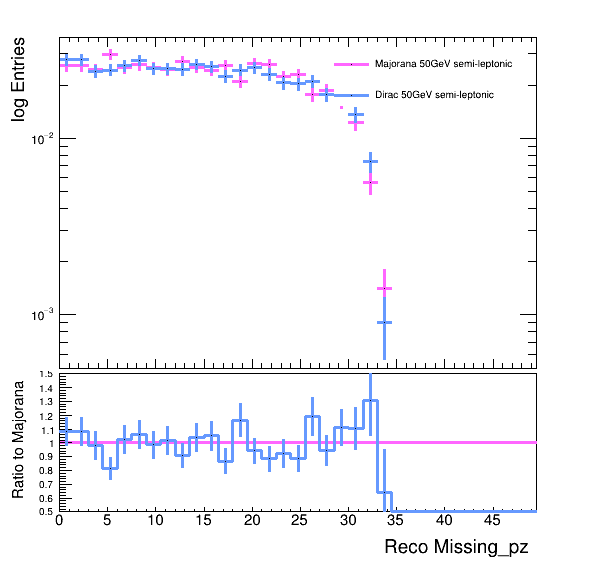 log Entries
Majorana 50GeV semi-leptonic
Dirac 50GeV semi-leptonic
10⁻²
10⁻³
Ratio to Majorana
1.5
1.4
1.3
1.2
1.1
1
0.9
0.8
0.7
0.6
0.5
0 5 10 15 20 25 30 35 40 45
Reco Missing_pz